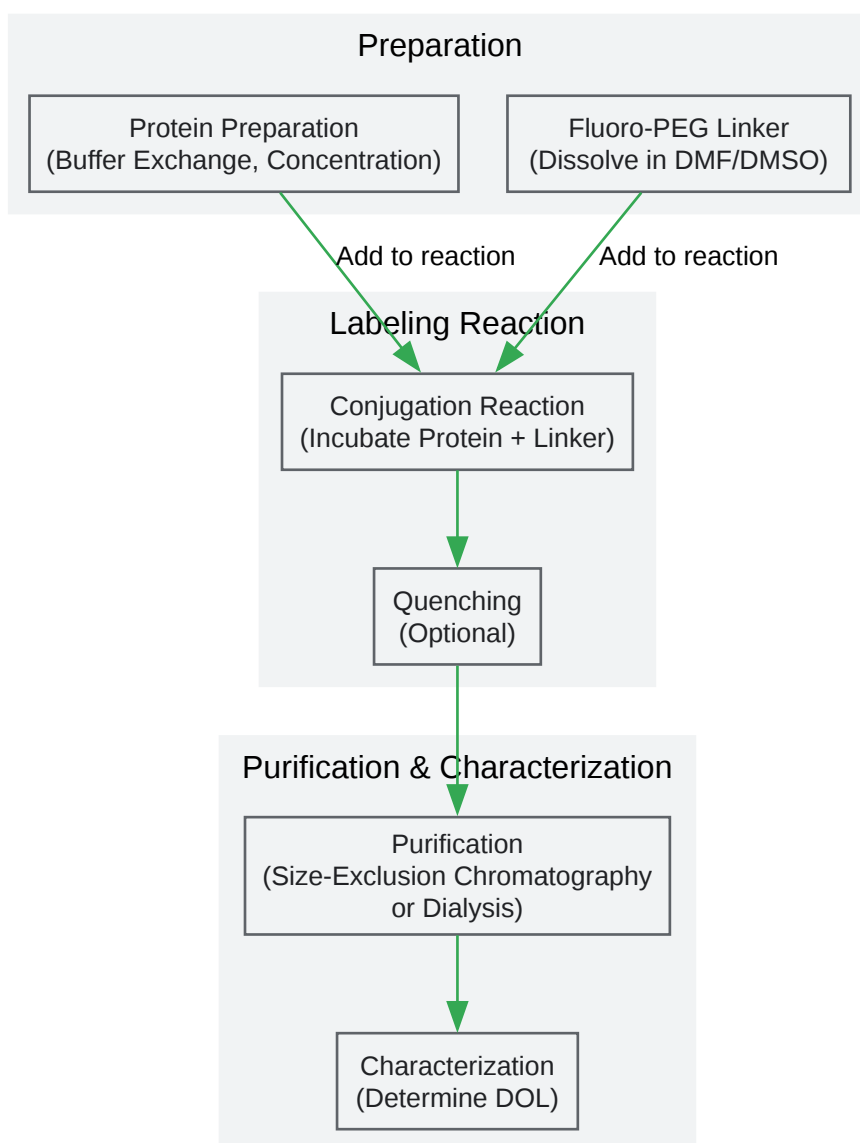 Preparation
Protein Preparation
(Buffer Exchange, Concentration)
Fluoro-PEG Linker
(Dissolve in DMF/DMSO)
Add to reaction
Add to reaction
Labeling Reaction
Conjugation Reaction
(Incubate Protein + Linker)
Quenching
(Optional)
Purification & Characterization
Purification
(Size-Exclusion Chromatography
or Dialysis)
Characterization
(Determine DOL)